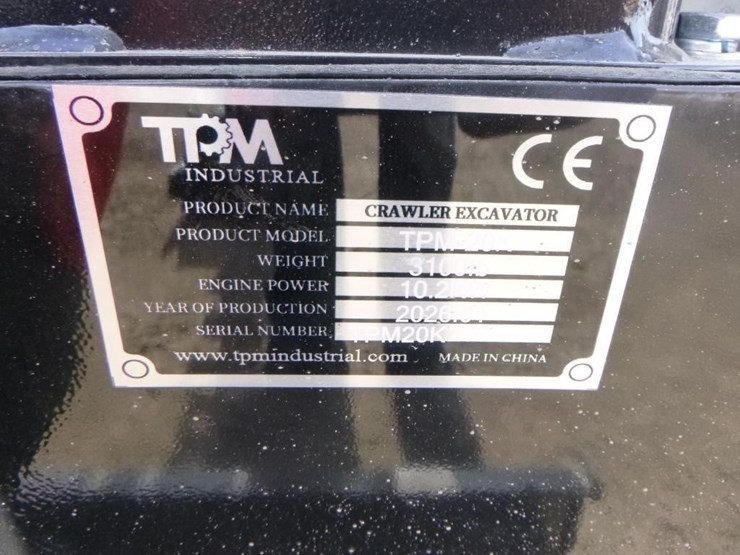 TPM
INDUSTRIAL
CE
PRODUCT NAME CRAWLER EXCAVATOR
PRODUCT MODEL
WEIGHT
ENGINE POWER
YEAR OF PRODUCTION
SERIAL NUMBER TPM20K
www.tpmindustrial.com MADE IN CHINA